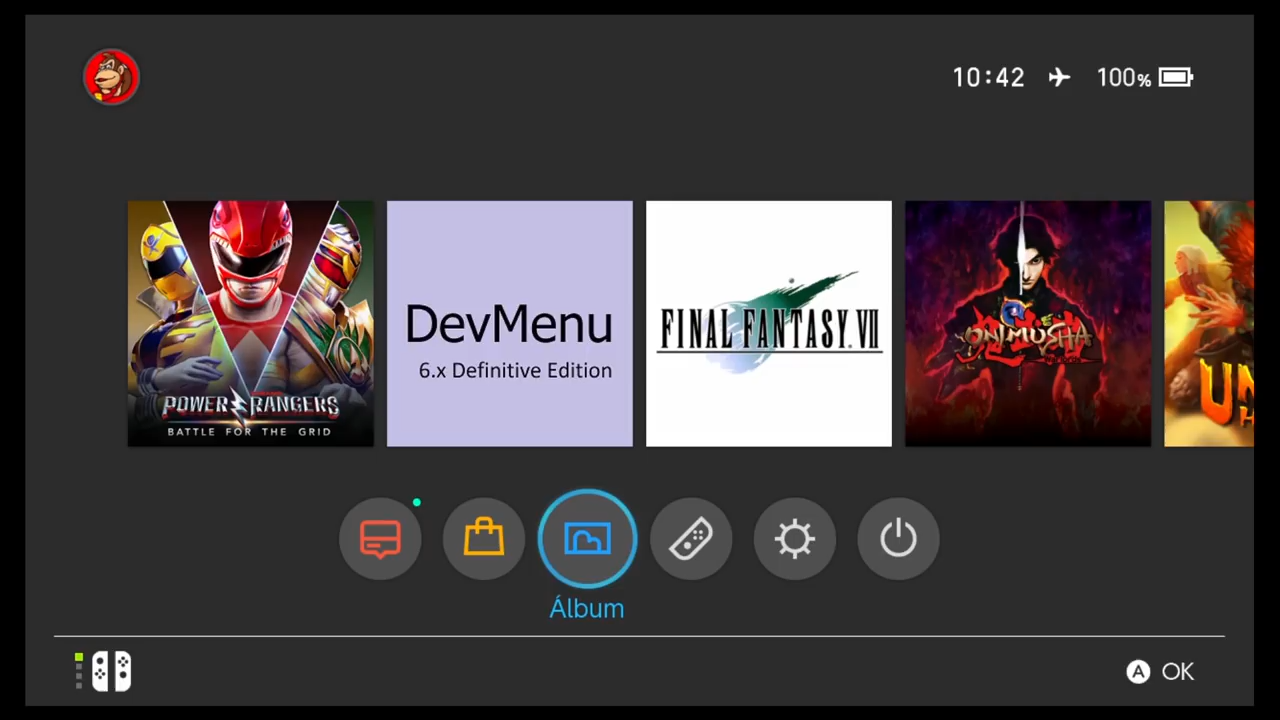 10:42 100%
POWER RANGERS
BATTLE FOR THE GRID
DevMenu
6.x Definitive Edition
FINAL FANTASY. VII
ONIMUSHA
UN
Álbum
A OK